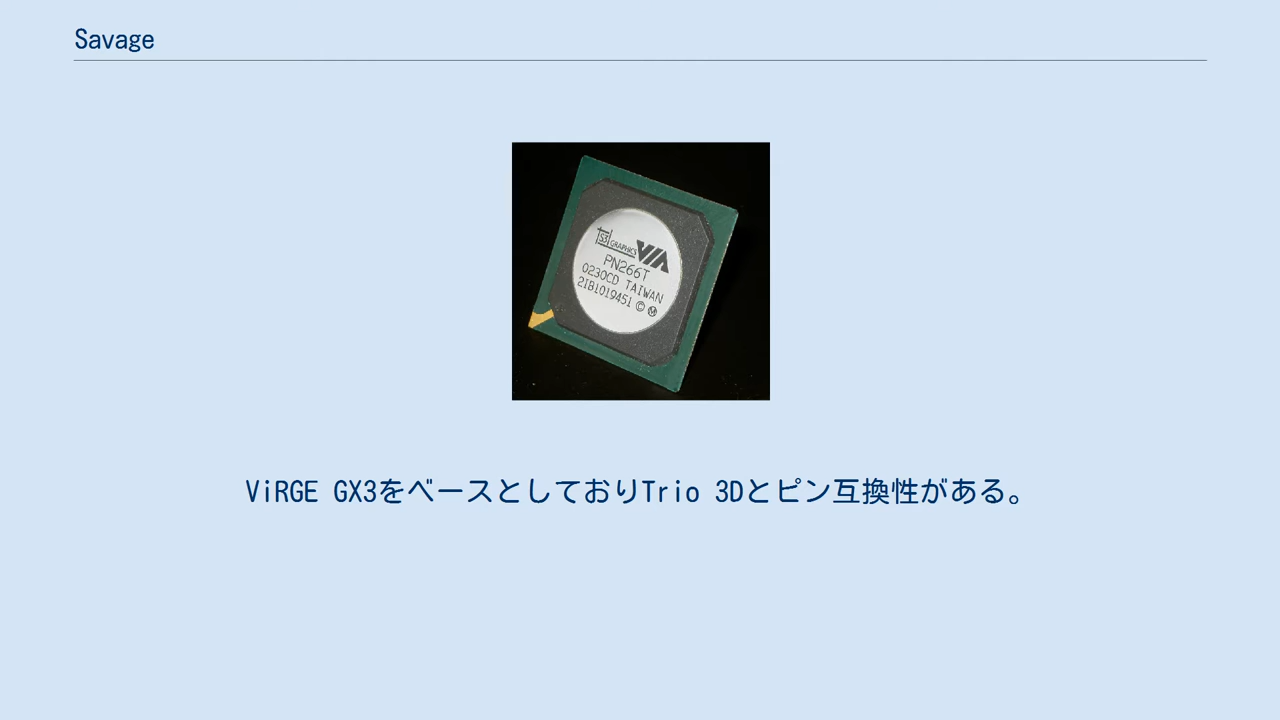 Savage
S3 GRAPHICS VIA
PN266T
0230CD TAIWAN
2IB1019451 © Ⓜ
ViRGE GX3をベースとしておりTrio 3Dとピン互換性がある。